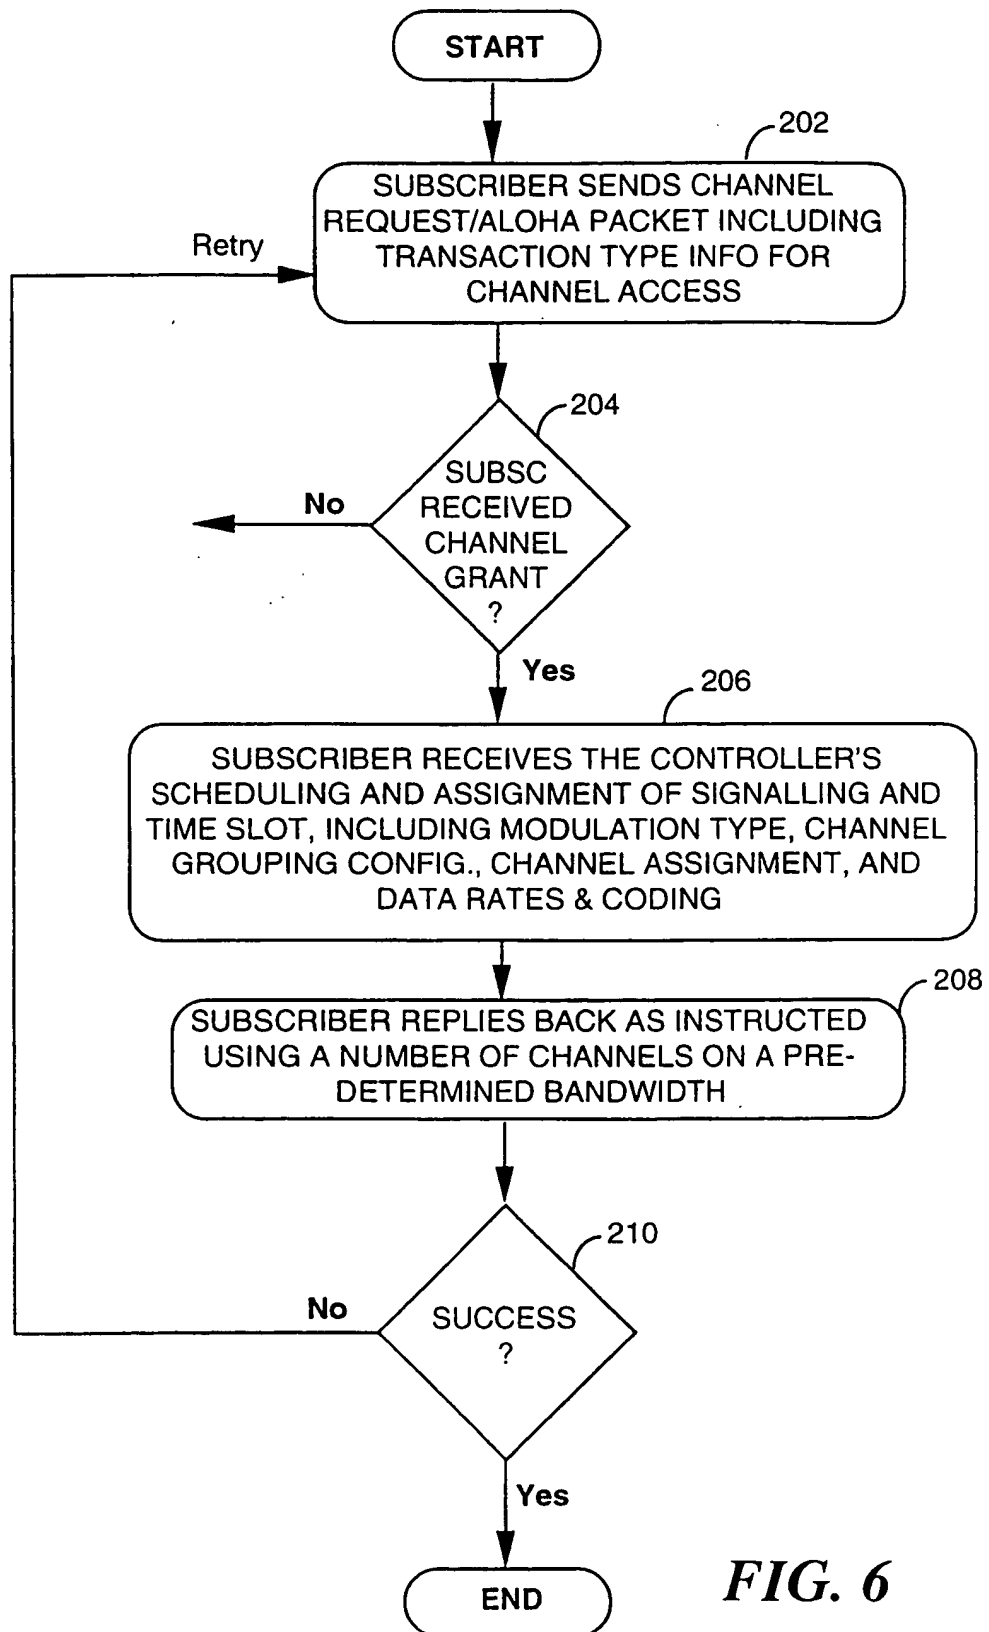 START
202
SUBSCRIBER SENDS CHANNEL
REQUEST/ALOHA PACKET INCLUDING
TRANSACTION TYPE INFO FOR
CHANNEL ACCESS
Retry
204
SUBSC
RECEIVED
CHANNEL
GRANT
?
No
Yes
206
SUBSCRIBER RECEIVES THE CONTROLLER'S
SCHEDULING AND ASSIGNMENT OF SIGNALLING AND
TIME SLOT, INCLUDING MODULATION TYPE, CHANNEL
GROUPING CONFIG., CHANNEL ASSIGNMENT, AND
DATA RATES & CODING
208
SUBSCRIBER REPLIES BACK AS INSTRUCTED
USING A NUMBER OF CHANNELS ON A PRE-
DETERMINED BANDWIDTH
210
SUCCESS
?
No
Yes
END
FIG. 6